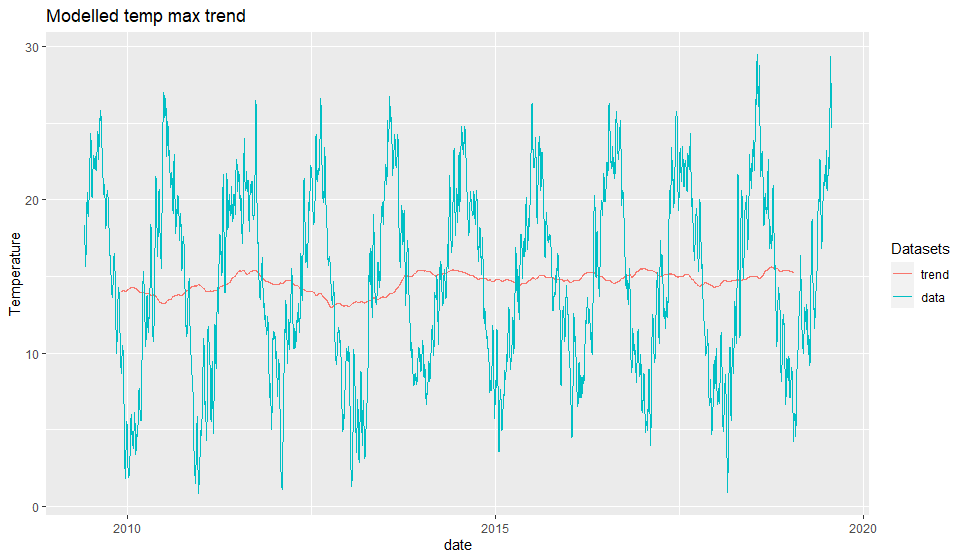 Modelled temp max trend
30
20
10
0
Temperature
2010
2015
2020
date
Datasets
trend
data